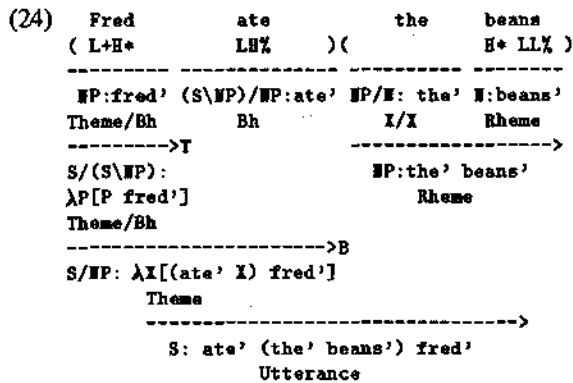 (24) Fred ate the beans
( L+H* LH% )( H* LL% )
NP:fred' (S\NP)/NP:ate' NP/N: the' N:beans'
Theme/Bh Bh X/X Rheme
--------->T ------------------>
S/(S\NP): NP:the' beans'
λP[P fred'] Rheme
Theme/Bh
-------------------------->B
S/NP: λX[(ate' X) fred']
Theme
-------------------------------------->
S: ate' (the' beans') fred'
Utterance